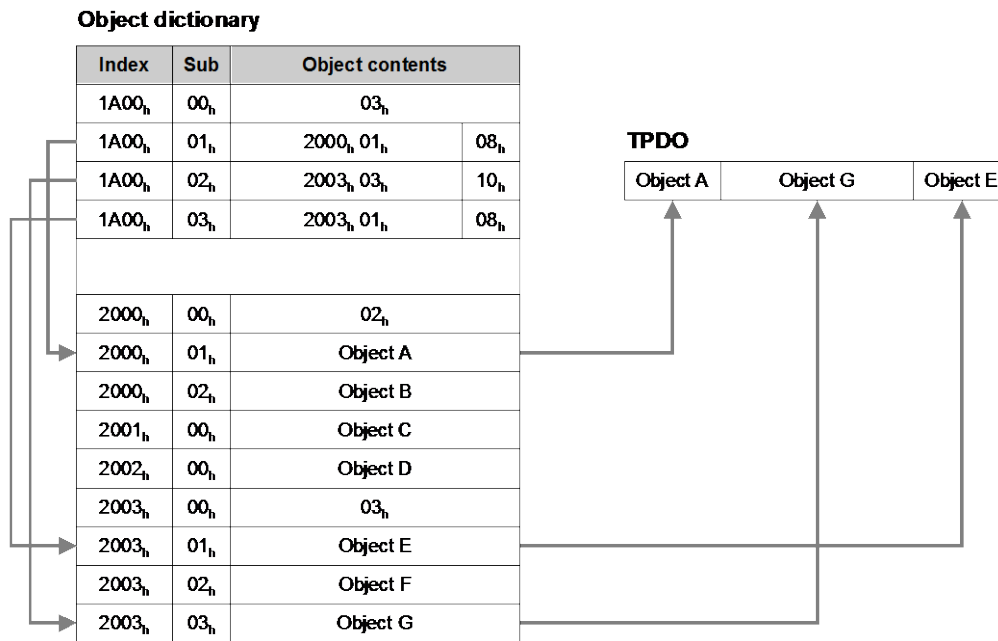 Object dictionary
Index Sub Object contents
1A00h 00h 03h
1A00h 01h 2000h 01h 08h
1A00h 02h 2003h 03h 10h
1A00h 03h 2003h 01h 08h
2000h 00h 02h
2000h 01h Object A
2000h 02h Object B
2001h 00h Object C
2002h 00h Object D
2003h 00h 03h
2003h 01h Object E
2003h 02h Object F
2003h 03h Object G
TPDO
Object A Object G Object E